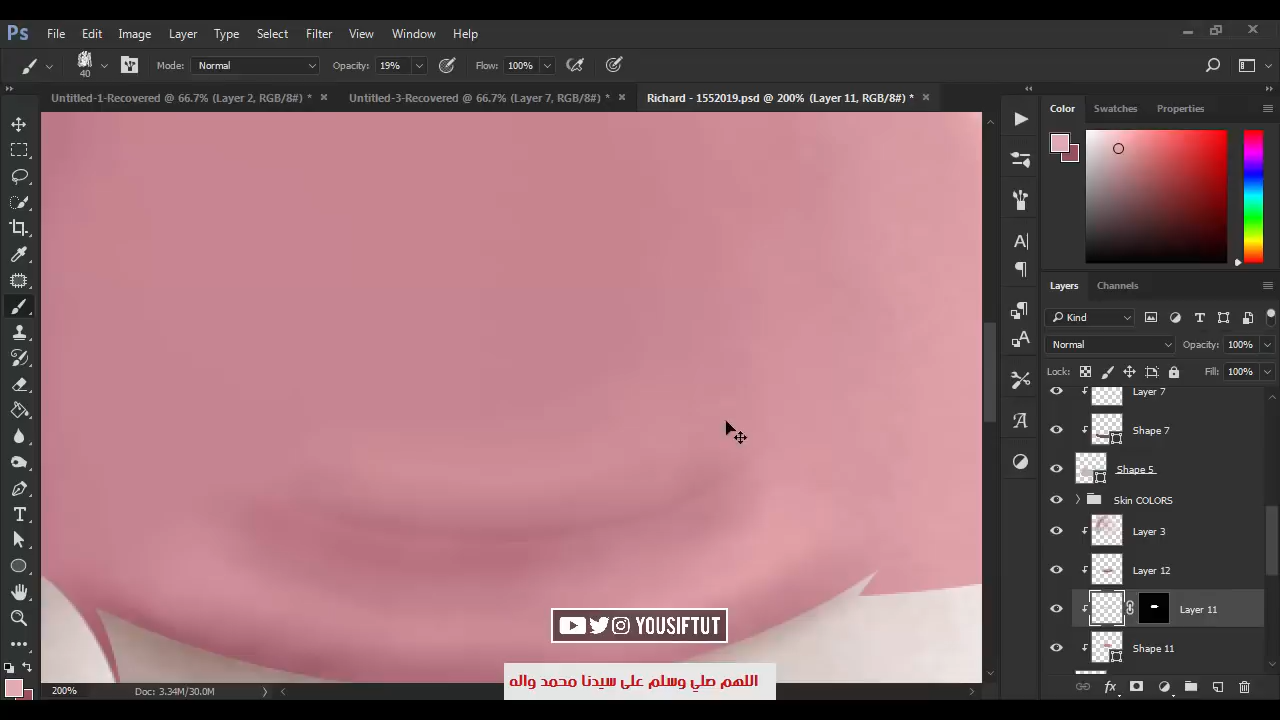 Ps File Edit Image Layer Type Select Filter View Window Help
40 Mode: Normal Opacity: 19% Flow: 100%
Untitled-1-Recovered @ 66.7% (Layer 2, RGB/8#) * Untitled-3-Recovered @ 66.7% (Layer 7, RGB/8#) * Richard - 1552019.psd @ 200% (Layer 11, RGB/8#) *
Color Swatches Properties
Layers Channels
Kind
Normal Opacity: 100%
Lock: Fill: 100%
Layer 7
Shape 7
Shape 5
Skin COLORS
Layer 3
Layer 12
Layer 11
Shape 11
YOUSIFTUT
اللهم صلي وسلم على سيدنا محمد واله
200% Doc: 3.34M/30.0M